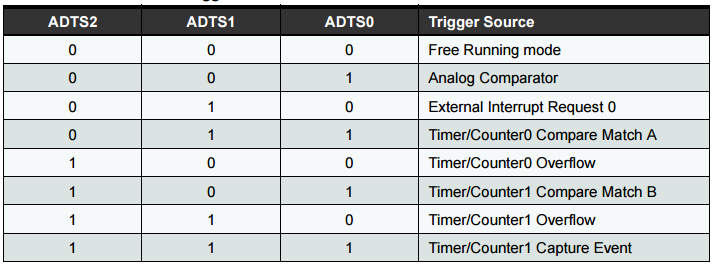 ADTS2 ADTS1 ADTS0 Trigger Source
0 0 0 Free Running mode
0 0 1 Analog Comparator
0 1 0 External Interrupt Request 0
0 1 1 Timer/Counter0 Compare Match A
1 0 0 Timer/Counter0 Overflow
1 0 1 Timer/Counter1 Compare Match B
1 1 0 Timer/Counter1 Overflow
1 1 1 Timer/Counter1 Capture Event